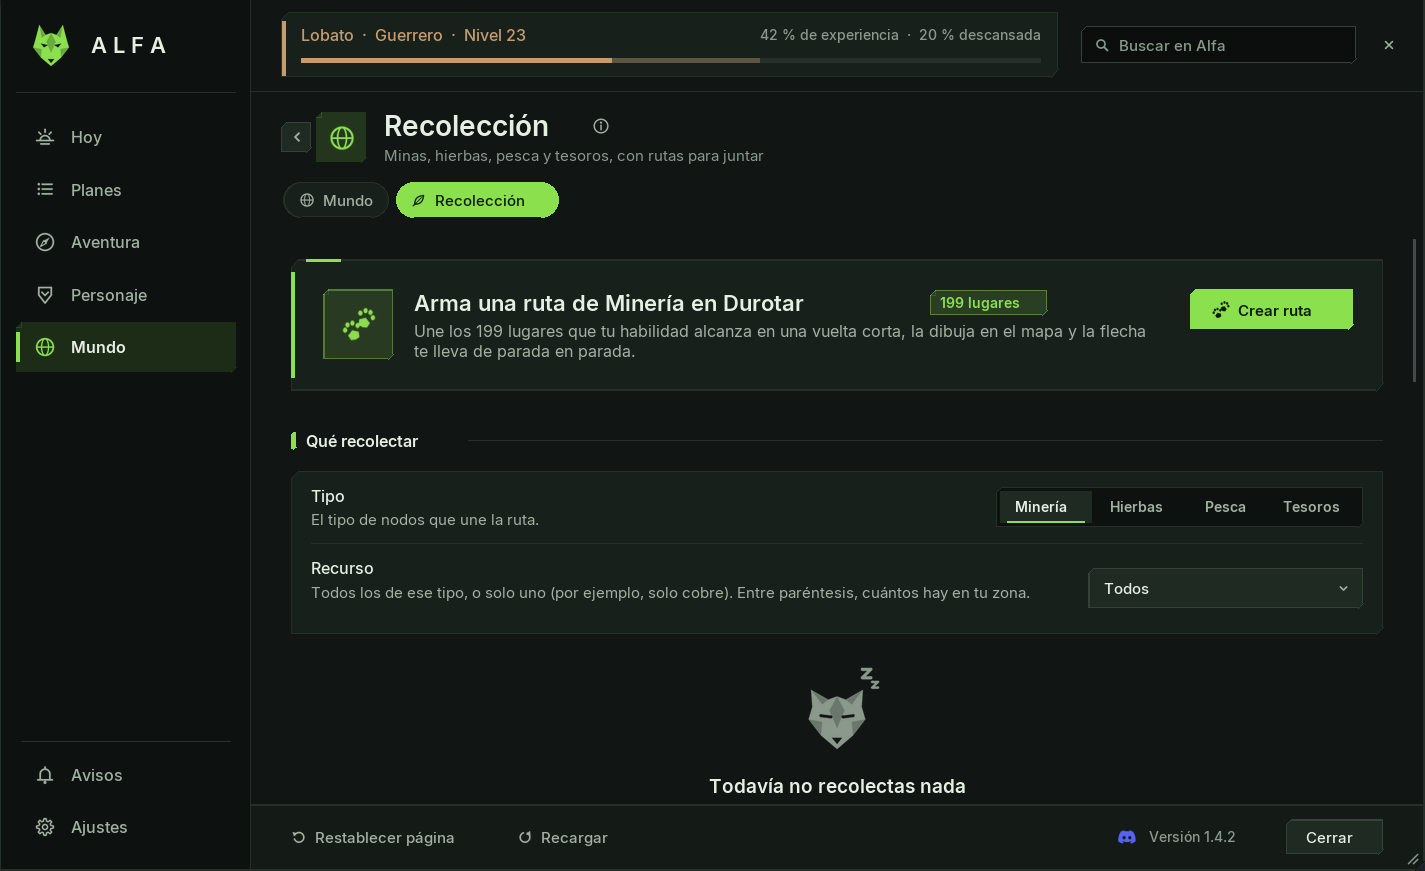 ALFA
Lobato · Guerrero · Nivel 23
42 % de experiencia · 20 % descansada
Buscar en Alfa
Hoy
Planes
Aventura
Personaje
Mundo
Avisos
Ajustes
Recolección
Minas, hierbas, pesca y tesoros, con rutas para juntar
Mundo
Recolección
Arma una ruta de Minería en Durotar
199 lugares
Une los 199 lugares que tu habilidad alcanza en una vuelta corta, la dibuja en el mapa y la flecha
te lleva de parada en parada.
Crear ruta
Qué recolectar
Tipo
El tipo de nodos que une la ruta.
Minería
Hierbas
Pesca
Tesoros
Recurso
Todos los de ese tipo, o solo uno (por ejemplo, solo cobre). Entre paréntesis, cuántos hay en tu zona.
Todos
Z
Z
Todavía no recolectas nada
Restablecer página
Recargar
Versión 1.4.2
Cerrar